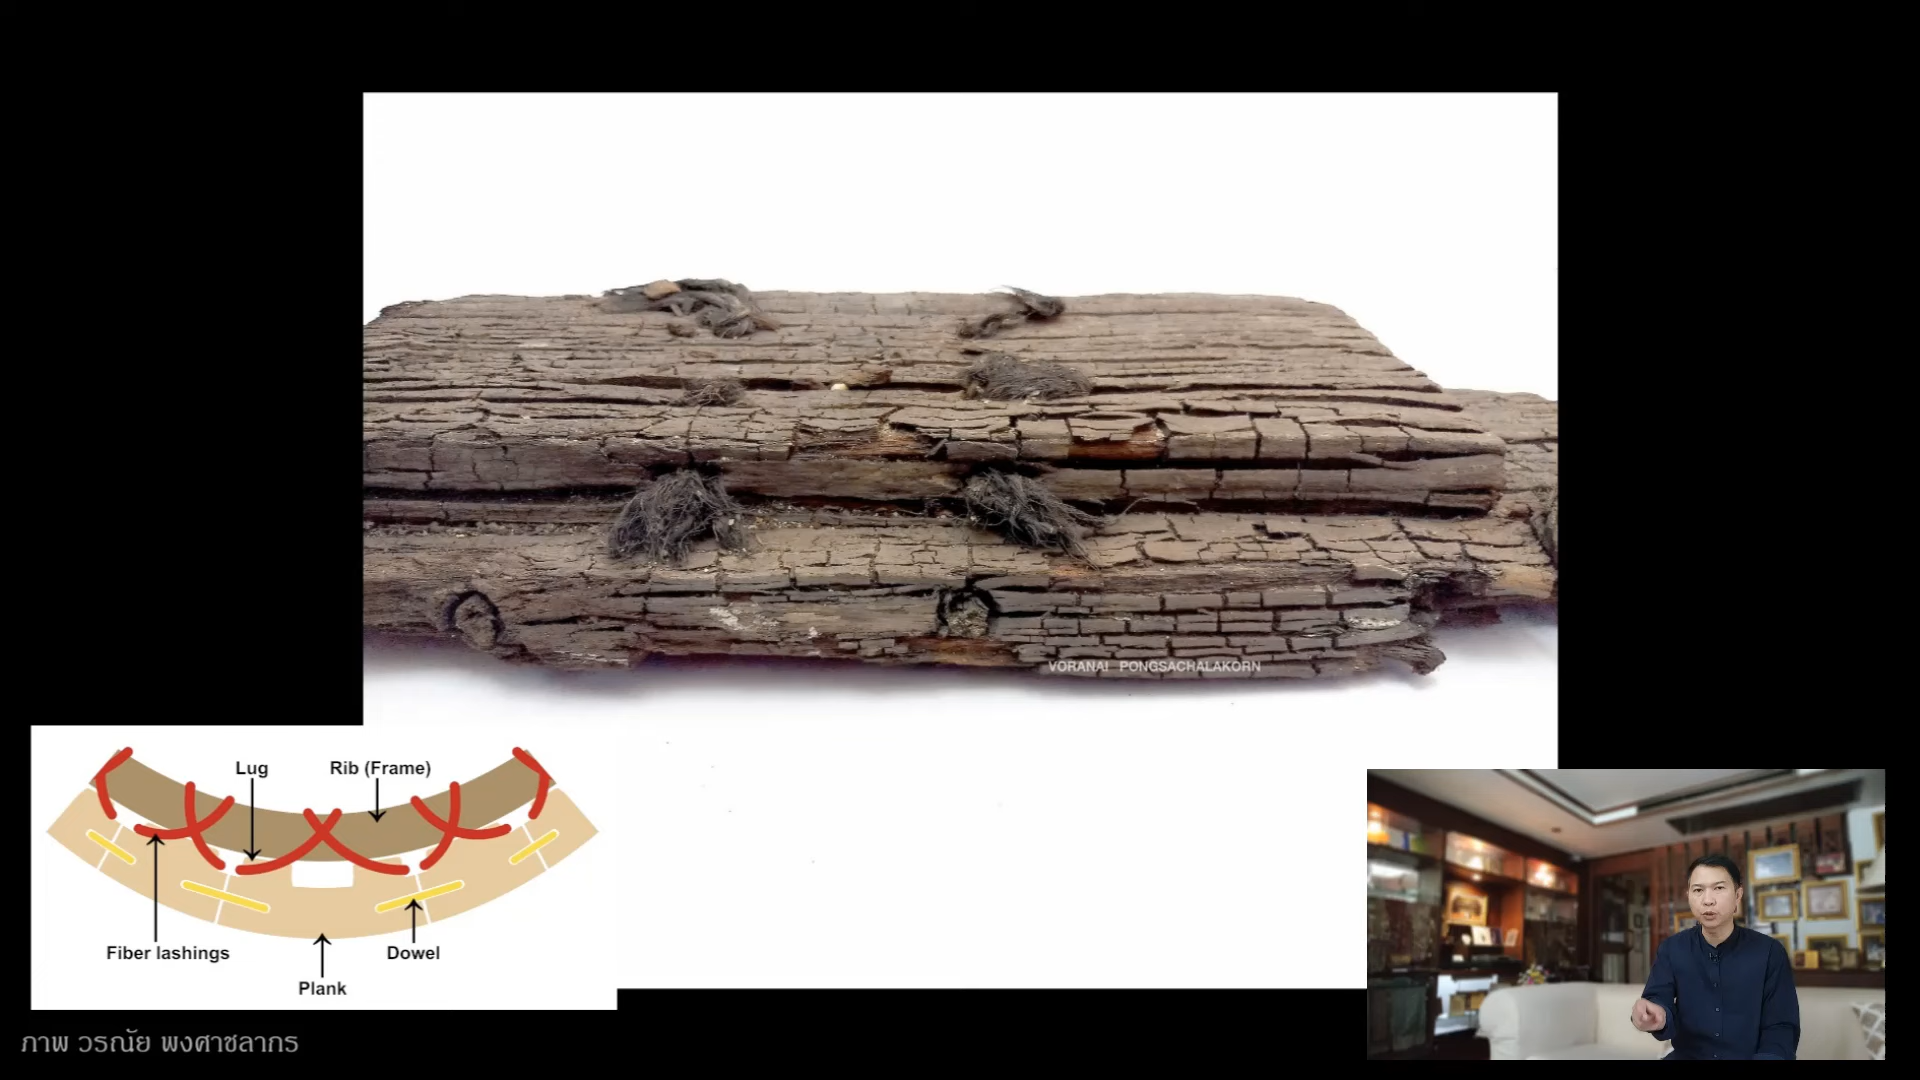 VORANAI PONGSACHALAKORN
Lug
Rib (Frame)
Fiber lashings
Dowel
Plank
ภาพ วรณัย พงศาชลากร